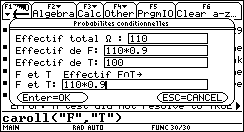 F1 F2 F3 F4 F5 F6
Algebra Calc Other PrgmIO Clear a-z…
Probabilites conditionnelles
Effectif total Ω : 110
Effectif de F: 110*0.9
Effectif de T: 100
F et T Effectif F∩T→
F et T: 110*0.9
Enter=OK ESC=CANCEL
caroll("F","T")
MAIN RAD AUTO FUNC 30/30